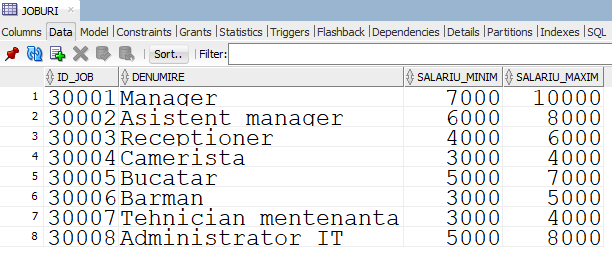 JOBURI
Columns Data Model Constraints Grants Statistics Triggers Flashback Dependencies Details Partitions Indexes SQL
Sort.. Filter:
ID_JOB DENUMIRE SALARIU_MINIM SALARIU_MAXIM
1 30001 Manager 7000 10000
2 30002 Asistent manager 6000 8000
3 30003 Receptioner 4000 6000
4 30004 Camerista 3000 4000
5 30005 Bucatar 5000 7000
6 30006 Barman 3000 5000
7 30007 Tehnician mentenanta 3000 4000
8 30008 Administrator IT 5000 8000